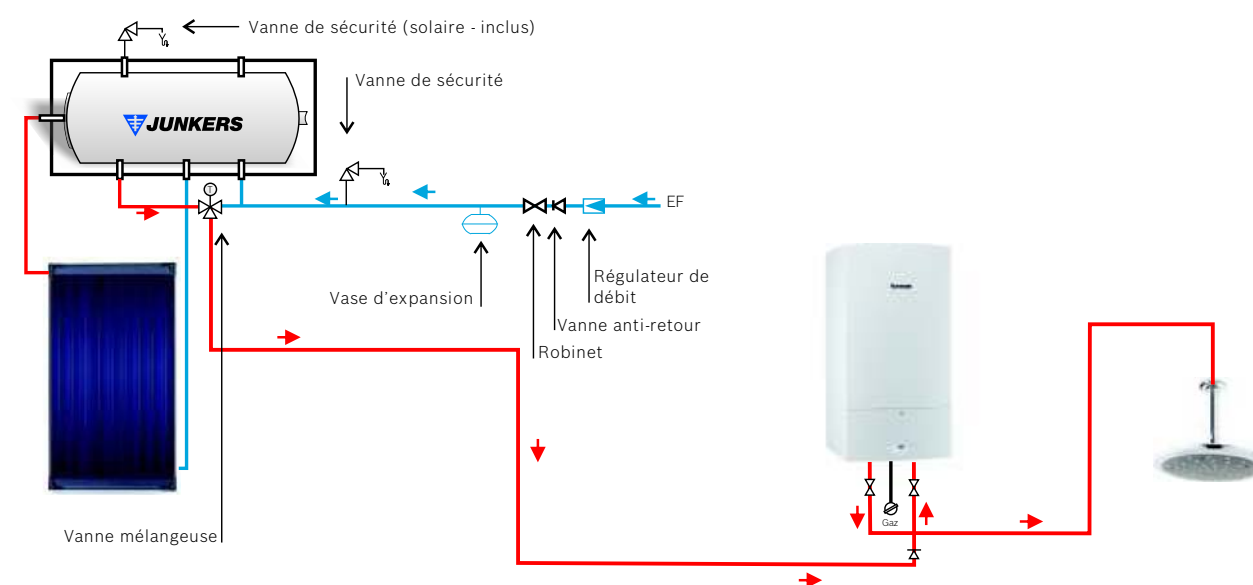 Vanne de sécurité (solaire - inclus)
Vanne de sécurité
JUNKERS
T
EF
Régulateur de
débit
Vase d'expansion
Vanne anti-retour
Robinet
Gaz
Vanne mélangeuse